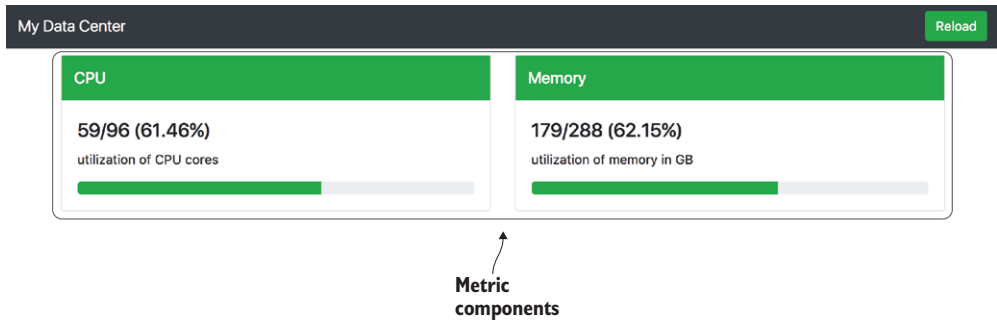 My Data Center
Reload
CPU
Memory
59/96 (61.46%)
179/288 (62.15%)
utilization of CPU cores
utilization of memory in GB
Metric
components